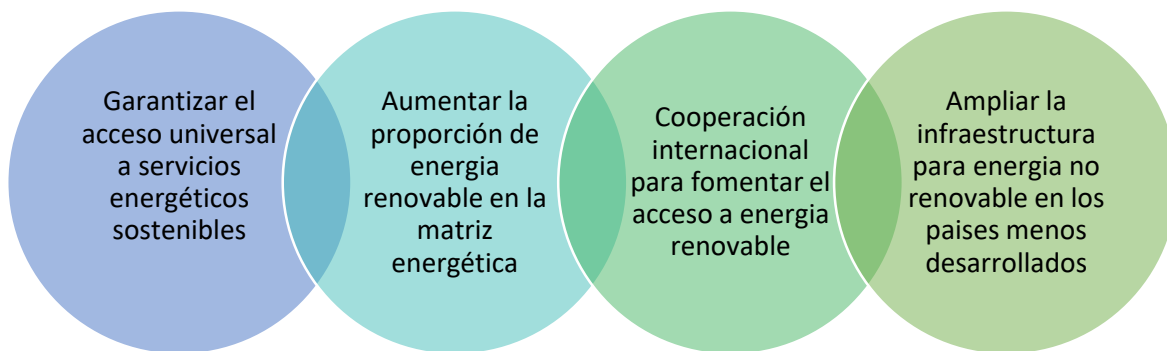 Garantizar el
acceso universal
a servicios
energéticos
sostenibles
Aumentar la
proporción de
energia
renovable en la
matriz
energética
Cooperación
internacional
para fomentar el
acceso a energia
renovable
Ampliar la
infraestructura
para energia no
renovable en los
paises menos
desarrollados